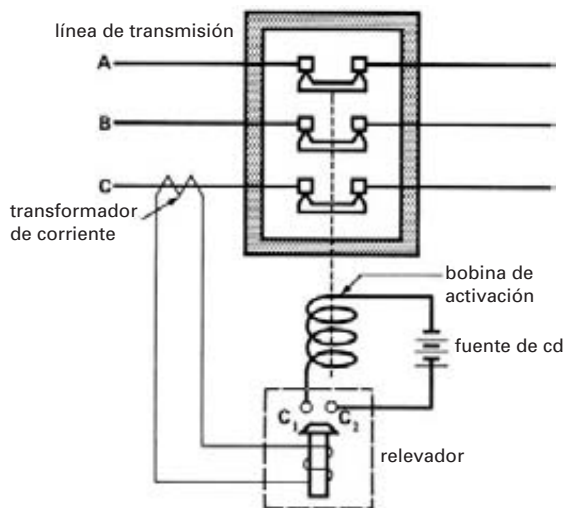 línea de transmisión
A
B
C
transformador
de corriente
bobina de
activación
fuente de cd
C₁ C₂
relevador